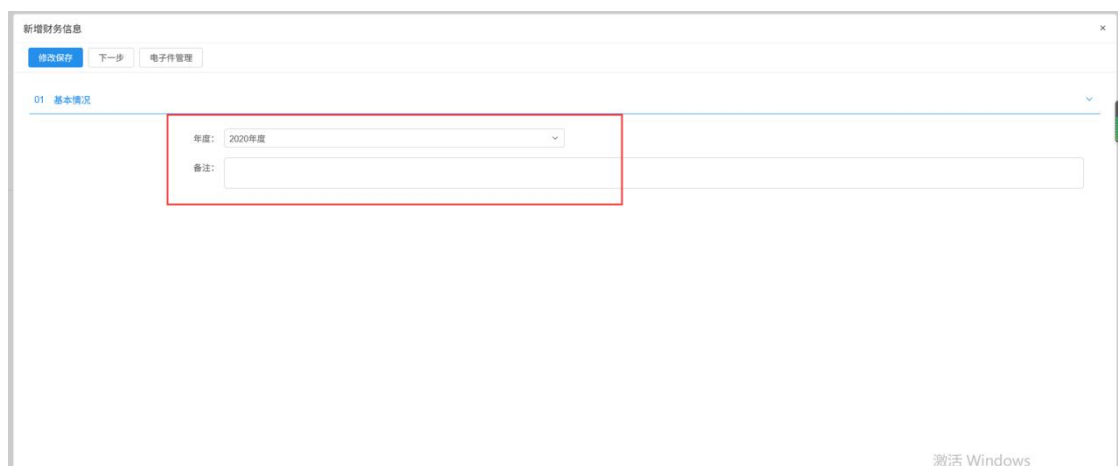 新增财务信息
×
修改保存 下一步 电子件管理
01 基本情况
年度： 2020年度
备注：
激活 Windows